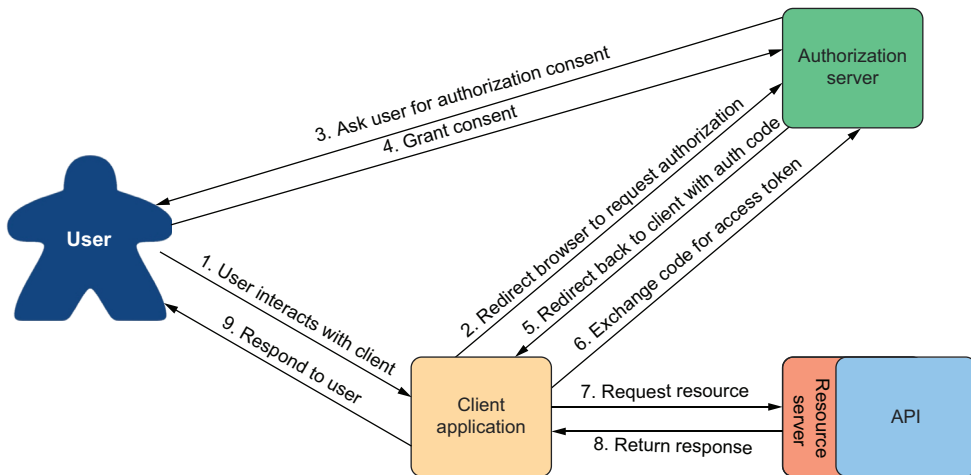 Authorization
server
3. Ask user for authorization consent
4. Grant consent
User
1. User interacts with client
2. Redirect browser to request authorization
5. Redirect back to client with auth code
6. Exchange code for access token
9. Respond to user
Client
application
7. Request resource
8. Return response
Resource
server
API